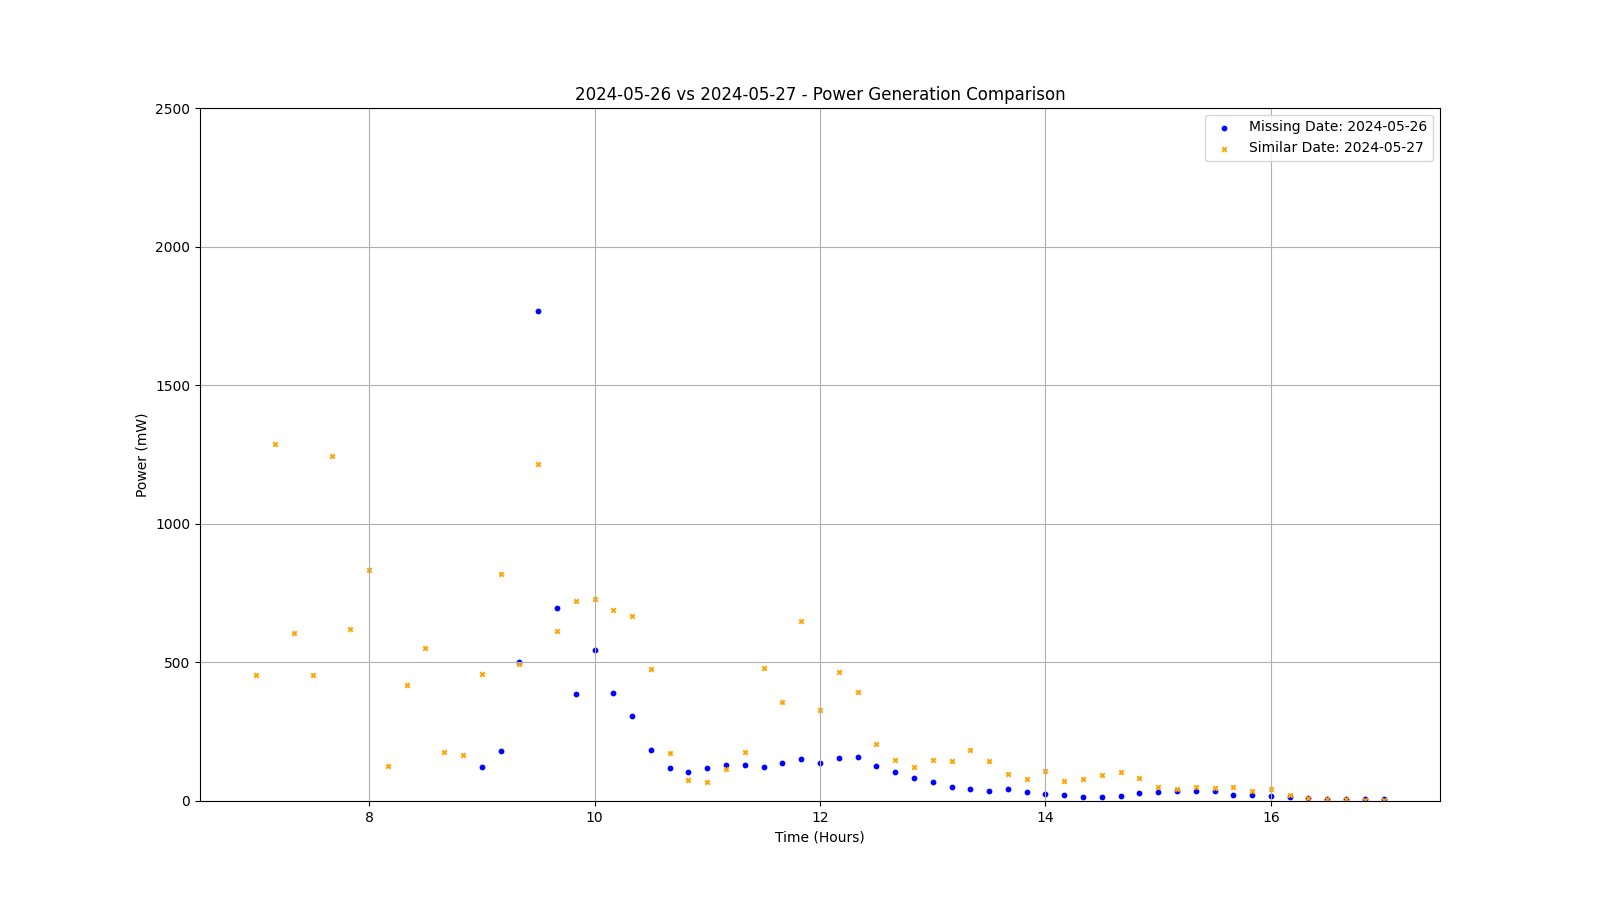 2024-05-26 vs 2024-05-27 - Power Generation Comparison
Missing Date: 2024-05-26
Similar Date: 2024-05-27
Power (mW)
2500
2000
1500
1000
500
0
8
10
12
14
16
Time (Hours)